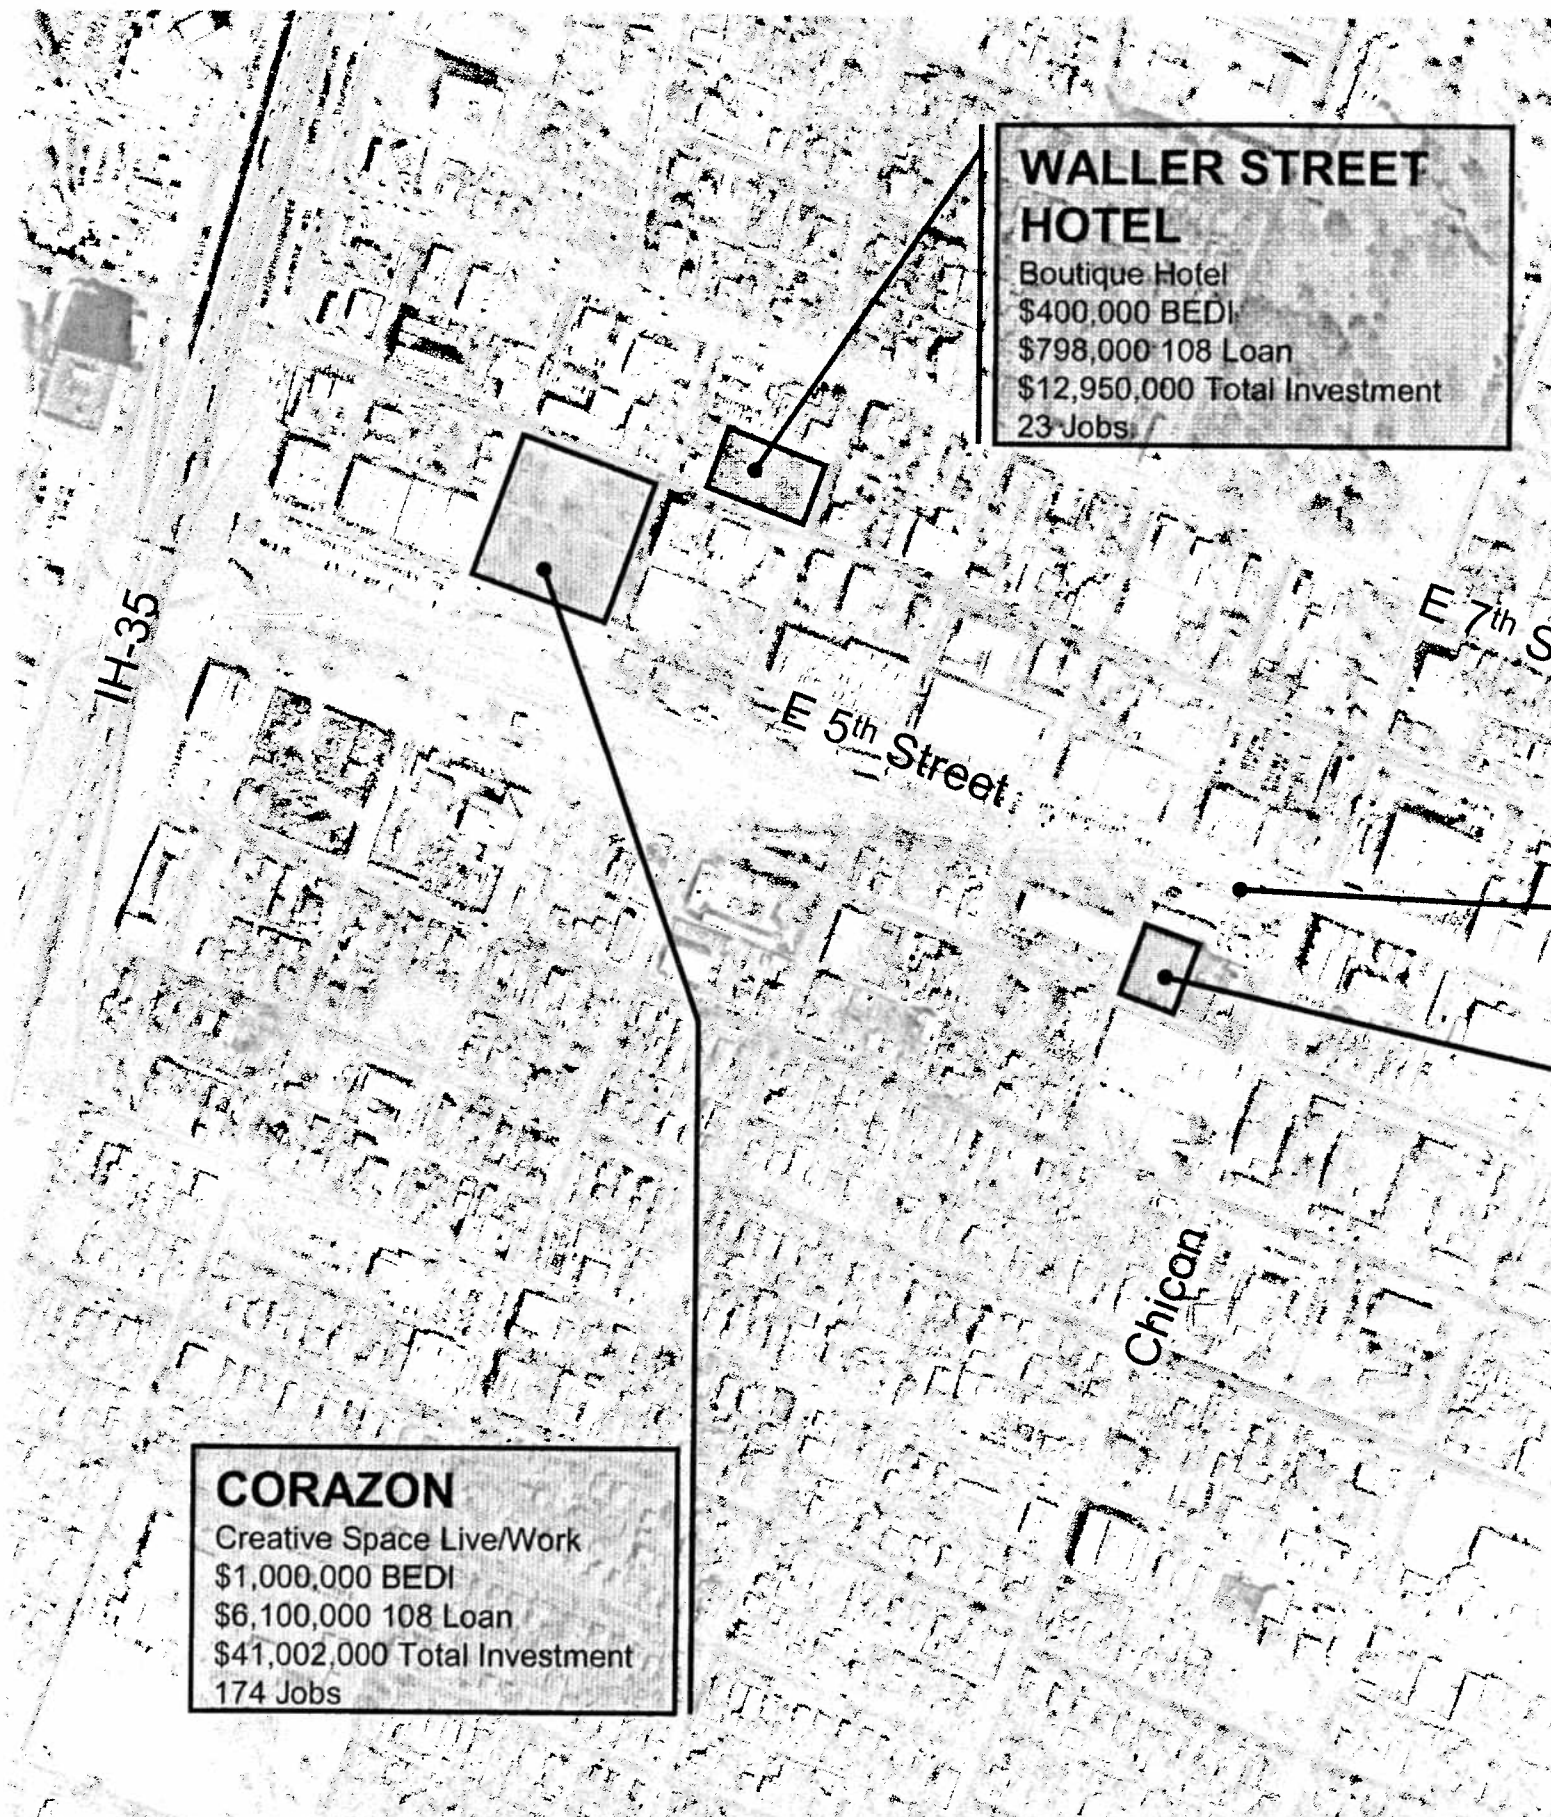 WALLER STREET
HOTEL
Boutique Hotel
$400,000 BEDI
$798,000 108 Loan
$12,950,000 Total Investment
23 Jobs
E 7th S
IH-35
E 5th Street
Chicon
CORAZON
Creative Space Live/Work
$1,000,000 BEDI
$6,100,000 108 Loan
$41,002,000 Total Investment
174 Jobs